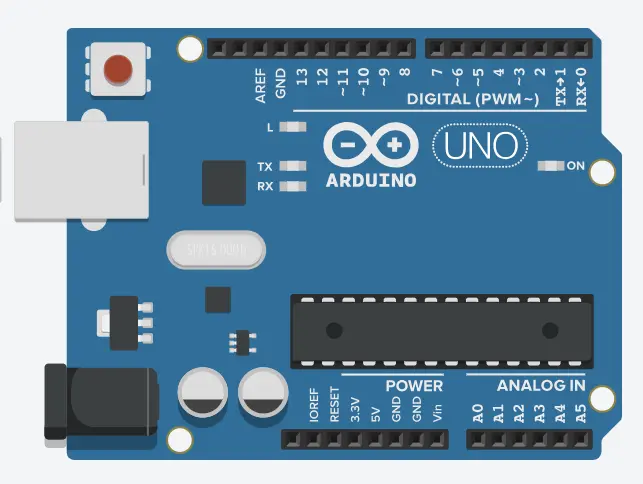 AREF
GND
13
12
~11
~10
~9
8
7
~6
~5
4
~3
2
TX→1
RX←0
DIGITAL (PWM~)
L
TX
RX
ARDUINO
UNO
ON
POWER
ANALOG IN
IOREF
RESET
3.3V
5V
GND
GND
Vin
A0
A1
A2
A3
A4
A5